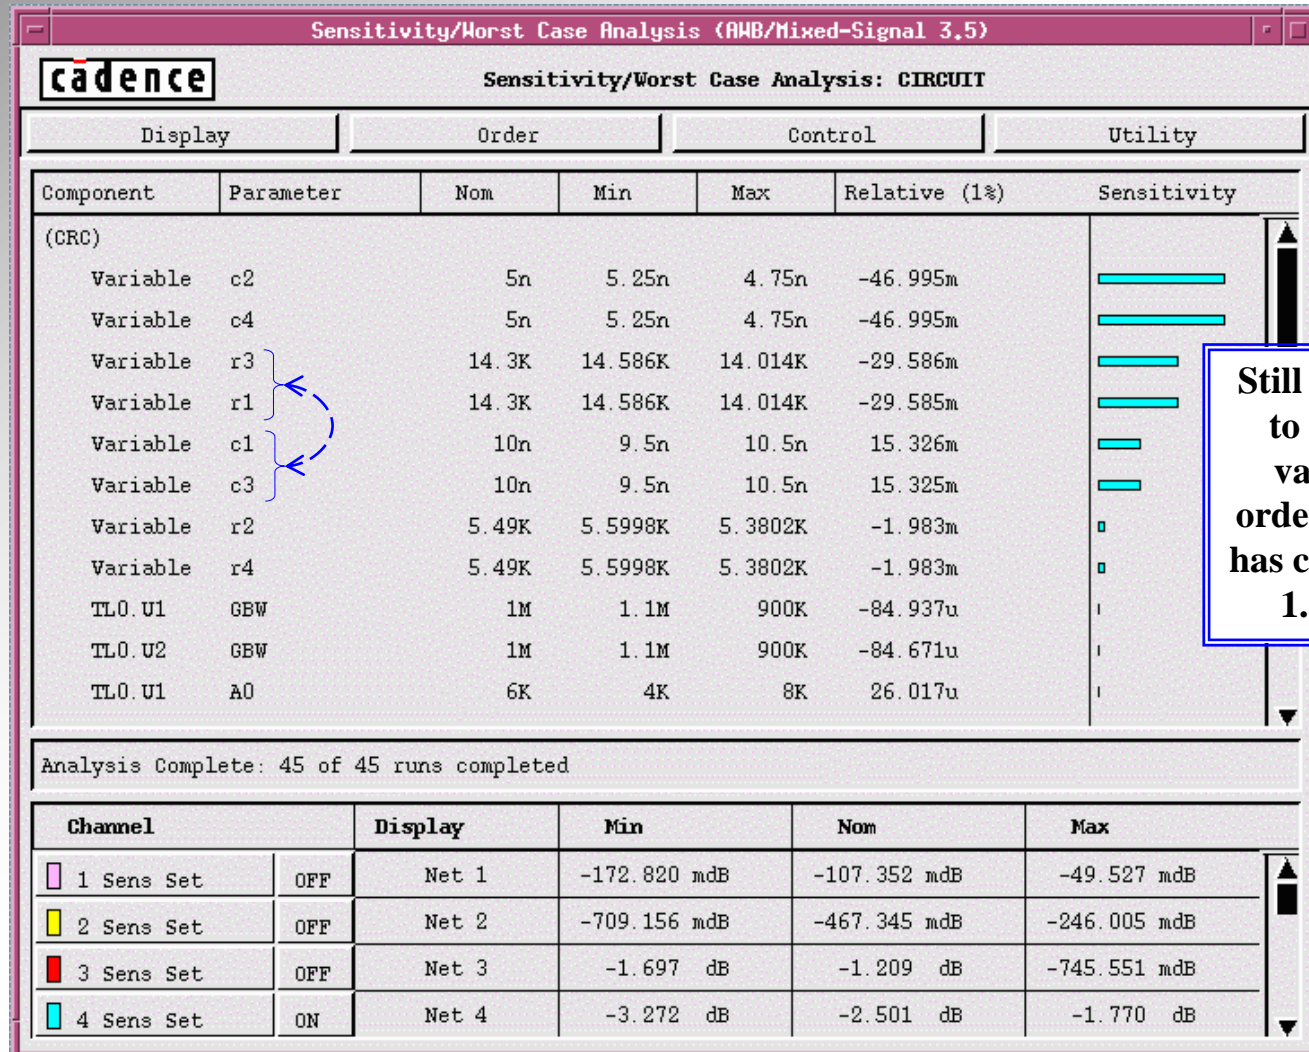 Sensitivity/Worst Case Analysis (AWB/Mixed-Signal 3.5)
cādence
Sensitivity/Worst Case Analysis: CIRCUIT
Display Order Control Utility
Component Parameter Nom Min Max Relative (1%) Sensitivity
(CRC)
Variable c2 5n 5.25n 4.75n -46.995m
Variable c4 5n 5.25n 4.75n -46.995m
Variable r3 14.3K 14.586K 14.014K -29.586m
Variable r1 14.3K 14.586K 14.014K -29.585m
Variable c1 10n 9.5n 10.5n 15.326m
Variable c3 10n 9.5n 10.5n 15.325m
Variable r2 5.49K 5.5998K 5.3802K -1.983m
Variable r4 5.49K 5.5998K 5.3802K -1.983m
TL0.U1 GBW 1M 1.1M 900K -84.937u
TL0.U2 GBW 1M 1.1M 900K -84.671u
TL0.U1 A0 6K 4K 8K 26.017u
Still
to
va
orde
has c
1.
Analysis Complete: 45 of 45 runs completed
Channel Display Min Nom Max
1 Sens Set OFF Net 1 -172.820 mdB -107.352 mdB -49.527 mdB
2 Sens Set OFF Net 2 -709.156 mdB -467.345 mdB -246.005 mdB
3 Sens Set OFF Net 3 -1.697 dB -1.209 dB -745.551 mdB
4 Sens Set ON Net 4 -3.272 dB -2.501 dB -1.770 dB